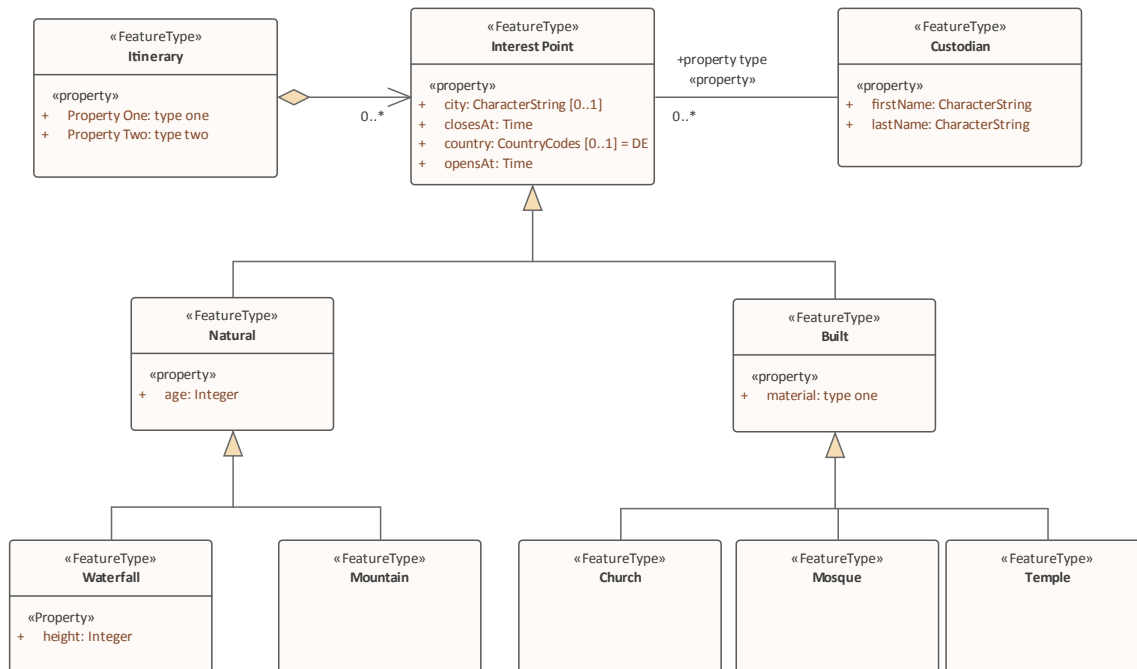 «FeatureType»
Itinerary
«property»
+ Property One: type one
+ Property Two: type two
0..*
«FeatureType»
Interest Point
«property»
+ city: CharacterString [0..1]
+ closesAt: Time
+ country: CountryCodes [0..1] = DE
+ opensAt: Time
+property type
«property»
0..*
«FeatureType»
Custodian
«property»
+ firstName: CharacterString
+ lastName: CharacterString
«FeatureType»
Natural
«property»
+ age: Integer
«FeatureType»
Built
«property»
+ material: type one
«FeatureType»
Waterfall
«Property»
+ height: Integer
«FeatureType»
Mountain
«FeatureType»
Church
«FeatureType»
Mosque
«FeatureType»
Temple